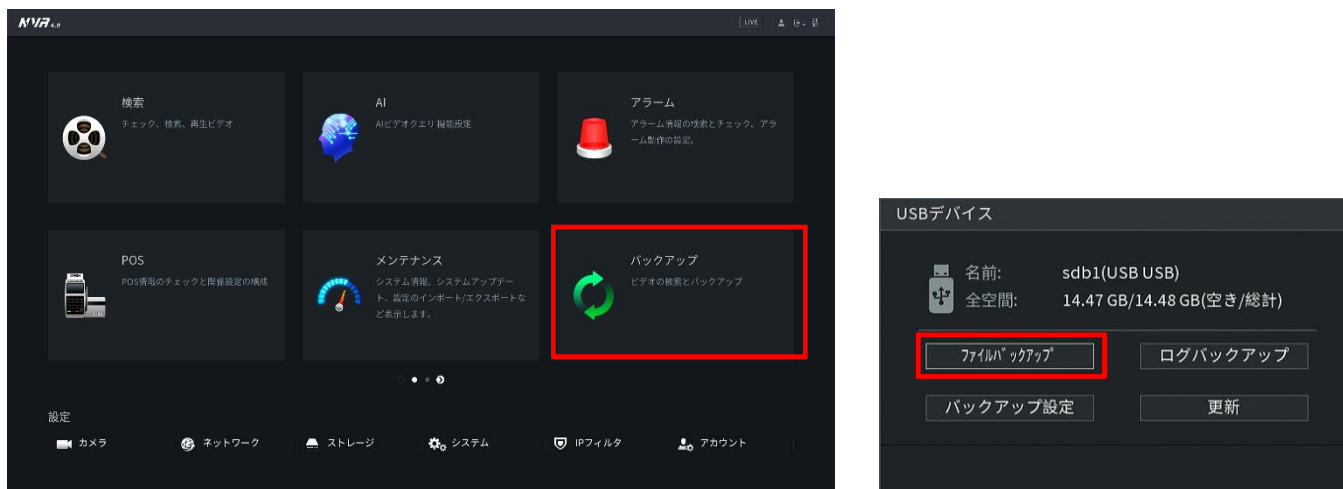 NVR 4.0
LIVE
検索
チェック、検索、再生ビデオ
AI
AIビデオクエリ 機能設定
アラーム
アラーム情報の検索とチェック。アラ
ーム動作の設定。
POS
POS情報のチェックと関係設定の構成
メンテナンス
システム情報、システムアップデー
ト、設定のインポート/エクスポートな
ど表示します。
バックアップ
ビデオの検索とバックアップ
設定
カメラ
ネットワーク
ストレージ
システム
IPフィルタ
アカウント
USBデバイス
名前: sdb1(USB USB)
全空間: 14.47 GB/14.48 GB(空き/総計)
ﾌｧｲﾙﾊﾞｯｸｱｯﾌﾟ
ログバックアップ
バックアップ設定
更新